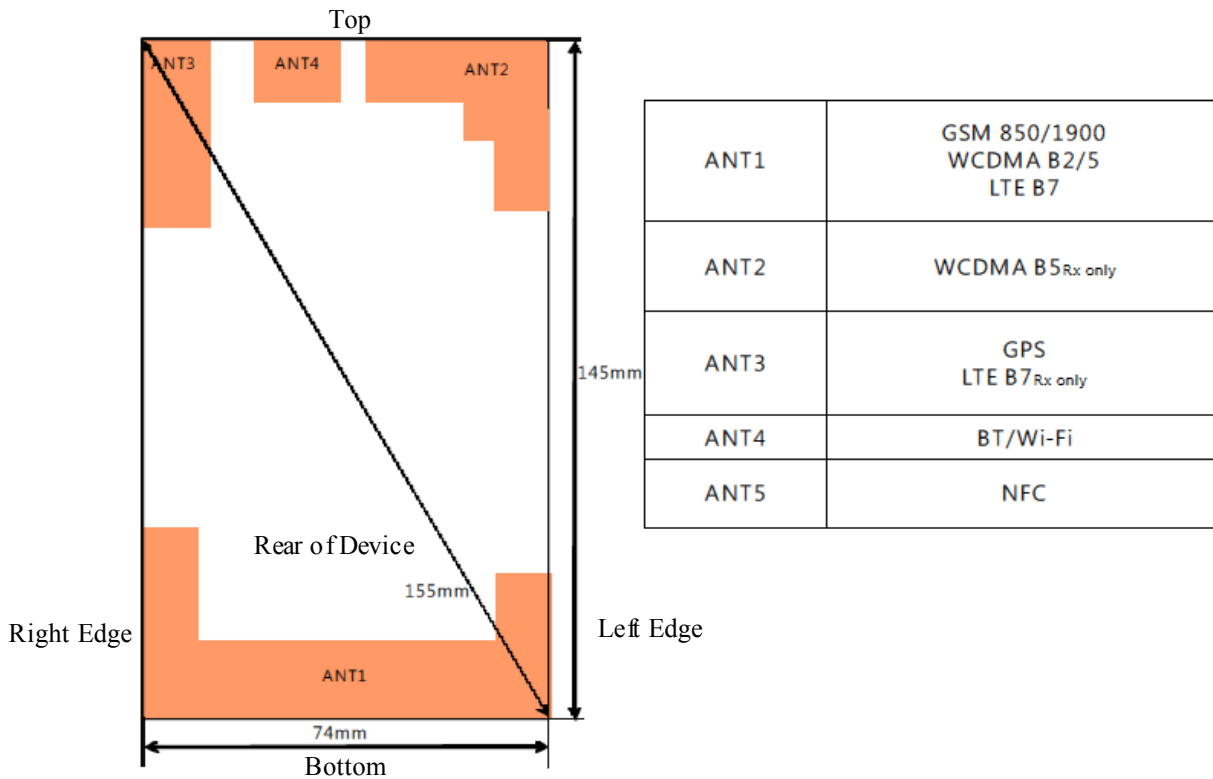 Top
ANT3
ANT4
ANT2
145mm
Rear of Device
155mm
Right Edge
Left Edge
ANT1
74mm
Bottom
ANT1
GSM 850/1900
WCDMA B2/5
LTE B7
ANT2
WCDMA B5Rx only
ANT3
GPS
LTE B7Rx only
ANT4
BT/Wi-Fi
ANT5
NFC